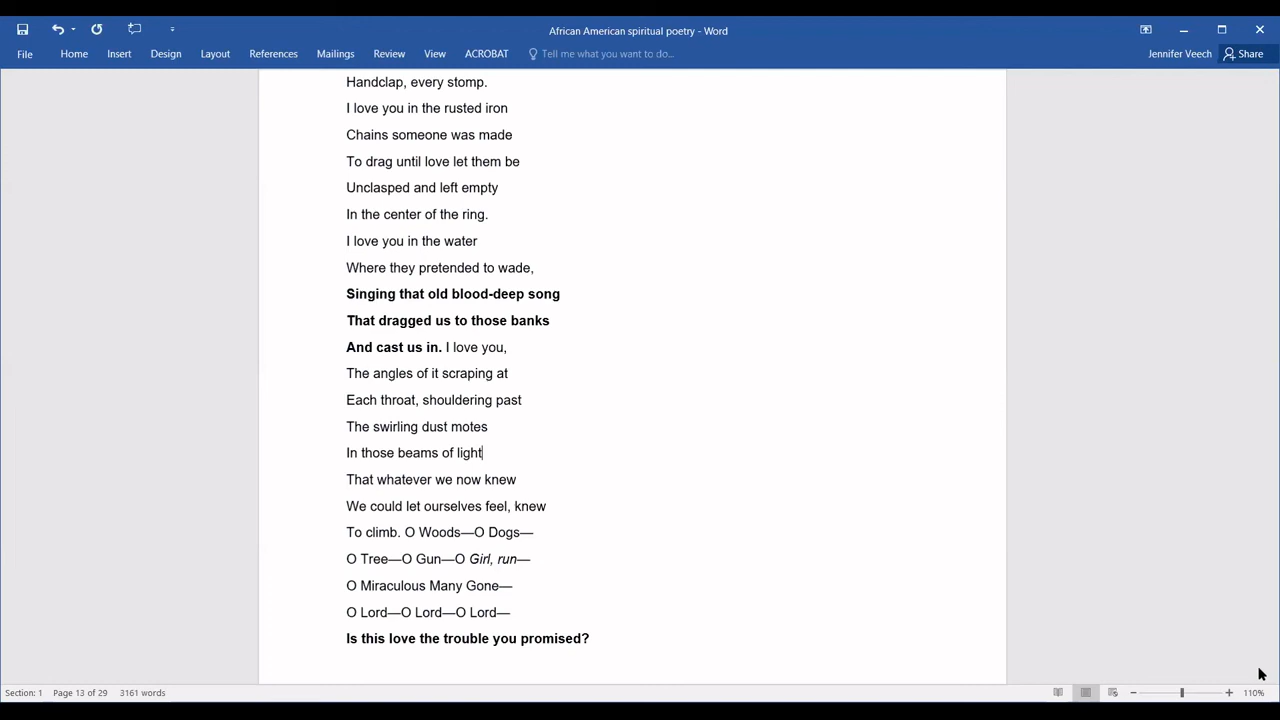 African American spiritual poetry - Word
File Home Insert Design Layout References Mailings Review View ACROBAT Tell me what you want to do... Jennifer Veech Share
Handclap, every stomp.
I love you in the rusted iron
Chains someone was made
To drag until love let them be
Unclasped and left empty
In the center of the ring.
I love you in the water
Where they pretended to wade,
Singing that old blood-deep song
That dragged us to those banks
And cast us in. I love you,
The angles of it scraping at
Each throat, shouldering past
The swirling dust motes
In those beams of light
That whatever we now knew
We could let ourselves feel, knew
To climb. O Woods—O Dogs—
O Tree—O Gun—O Girl, run—
O Miraculous Many Gone—
O Lord—O Lord—O Lord—
Is this love the trouble you promised?
Section: 1 Page 13 of 29 3161 words 110%